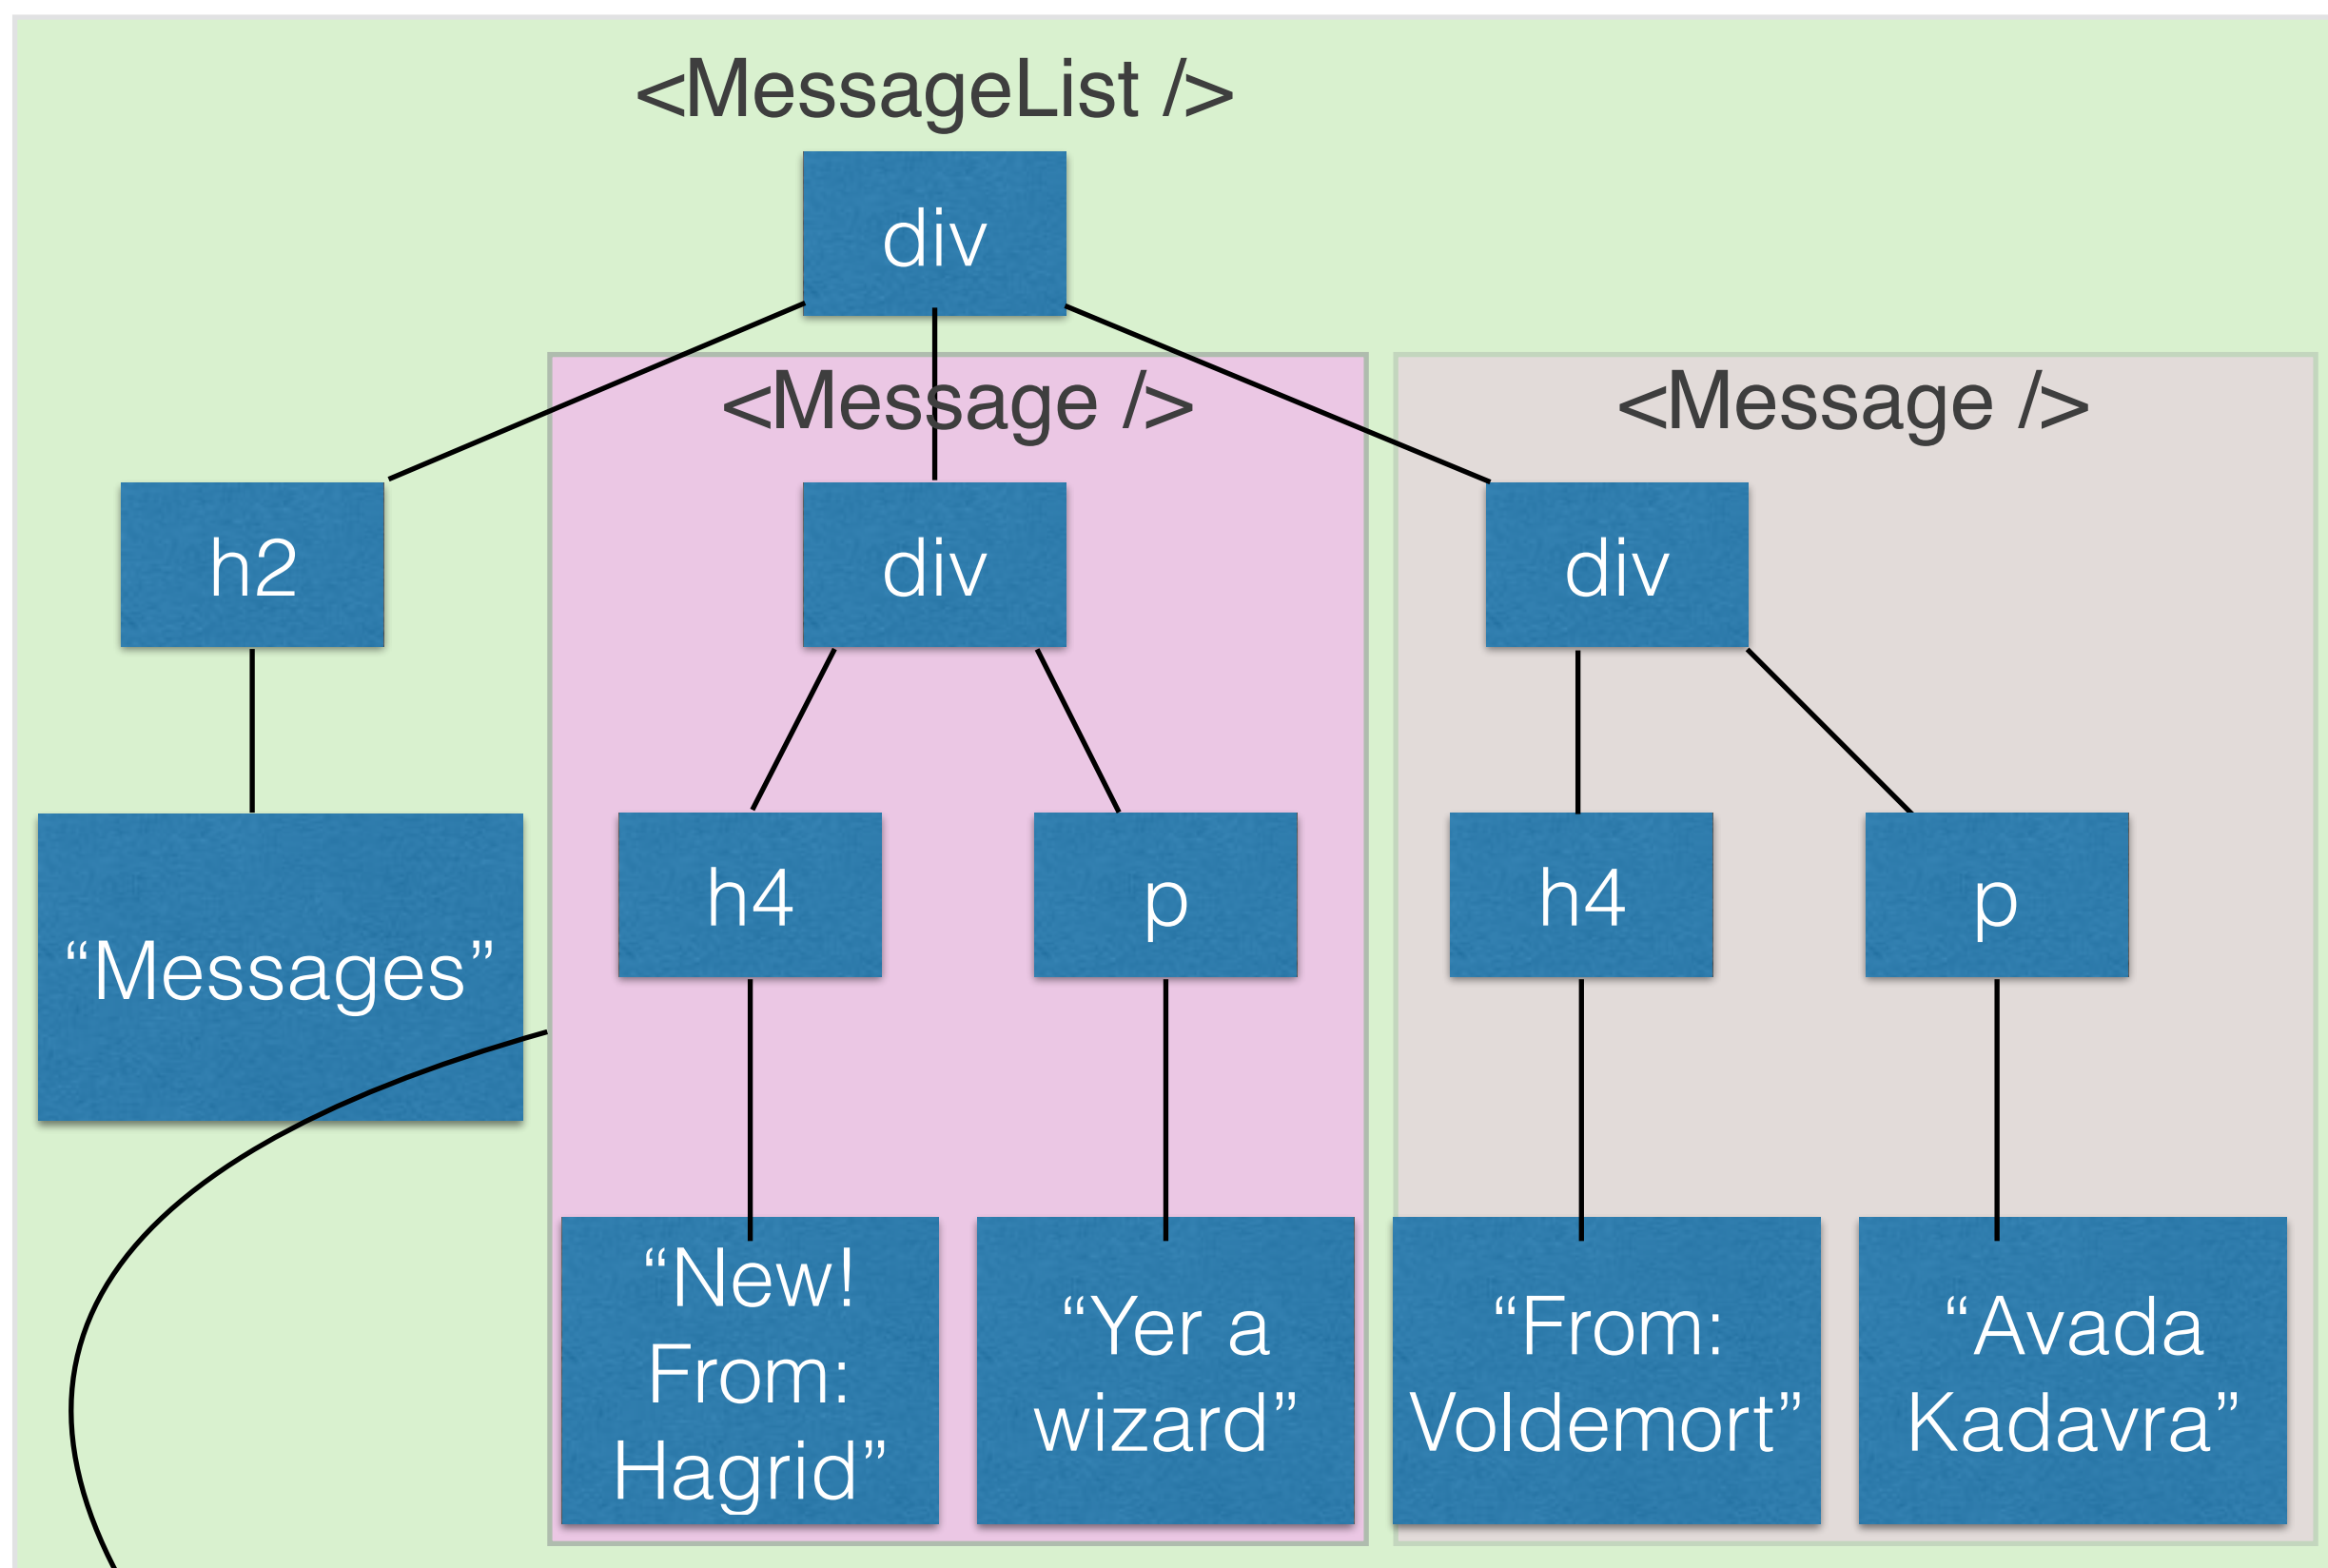 <MessageList />
div
<Message />
<Message />
h2
div
div
“Messages”
h4
p
h4
p
“New!
From:
Hagrid”
“Yer a
wizard”
“From:
Voldemort”
“Avada
Kadavra”